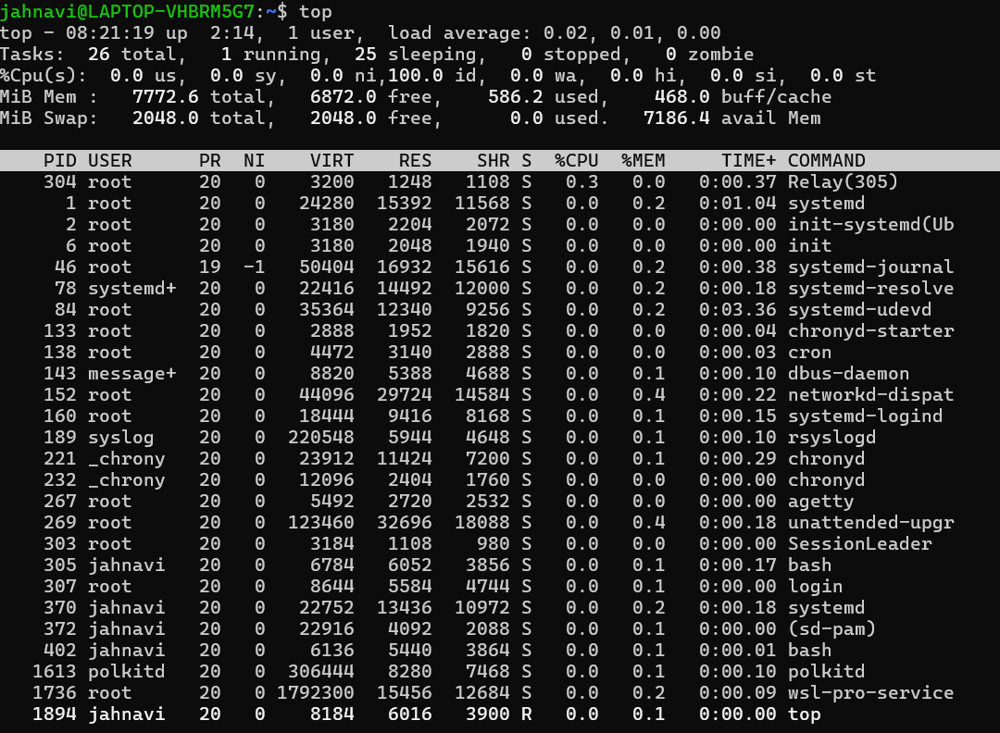 jahnavi@LAPTOP-VHBRM5G7:~$ top
top - 08:21:19 up  2:14,  1 user,  load average: 0.02, 0.01, 0.00
Tasks:  26 total,   1 running,  25 sleeping,   0 stopped,   0 zombie
%Cpu(s):  0.0 us,  0.0 sy,  0.0 ni,100.0 id,  0.0 wa,  0.0 hi,  0.0 si,  0.0 st
MiB Mem :   7772.6 total,   6872.0 free,    586.2 used,    468.0 buff/cache
MiB Swap:   2048.0 total,   2048.0 free,      0.0 used.   7186.4 avail Mem
    PID USER      PR  NI    VIRT    RES    SHR S  %CPU  %MEM     TIME+ COMMAND
    304 root      20   0    3200   1248   1108 S   0.3   0.0   0:00.37 Relay(305)
      1 root      20   0   24280  15392  11568 S   0.0   0.2   0:01.04 systemd
      2 root      20   0    3180   2204   2072 S   0.0   0.0   0:00.00 init-systemd(Ub
      6 root      20   0    3180   2048   1940 S   0.0   0.0   0:00.00 init
     46 root      19  -1   50404  16932  15616 S   0.0   0.2   0:00.38 systemd-journal
     78 systemd+  20   0   22416  14492  12000 S   0.0   0.2   0:00.18 systemd-resolve
     84 root      20   0   35364  12340   9256 S   0.0   0.2   0:03.36 systemd-udevd
    133 root      20   0    2888   1952   1820 S   0.0   0.0   0:00.04 chronyd-starter
    138 root      20   0    4472   3140   2888 S   0.0   0.0   0:00.03 cron
    143 message+  20   0    8820   5388   4688 S   0.0   0.1   0:00.10 dbus-daemon
    152 root      20   0   44096  29724  14584 S   0.0   0.4   0:00.22 networkd-dispat
    160 root      20   0   18444   9416   8168 S   0.0   0.1   0:00.15 systemd-logind
    189 syslog    20   0  220548   5944   4648 S   0.0   0.1   0:00.10 rsyslogd
    221 _chrony   20   0   23912  11424   7200 S   0.0   0.1   0:00.29 chronyd
    232 _chrony   20   0   12096   2404   1760 S   0.0   0.0   0:00.00 chronyd
    267 root      20   0    5492   2720   2532 S   0.0   0.0   0:00.00 agetty
    269 root      20   0  123460  32696  18088 S   0.0   0.4   0:00.18 unattended-upgr
    303 root      20   0    3184   1108    980 S   0.0   0.0   0:00.00 SessionLeader
    305 jahnavi   20   0    6784   6052   3856 S   0.0   0.1   0:00.17 bash
    307 root      20   0    8644   5584   4744 S   0.0   0.1   0:00.00 login
    370 jahnavi   20   0   22752  13436  10972 S   0.0   0.2   0:00.18 systemd
    372 jahnavi   20   0   22916   4092   2088 S   0.0   0.1   0:00.00 (sd-pam)
    402 jahnavi   20   0    6136   5440   3864 S   0.0   0.1   0:00.01 bash
   1613 polkitd   20   0  306444   8280   7468 S   0.0   0.1   0:00.10 polkitd
   1736 root      20   0 1792300  15456  12684 S   0.0   0.2   0:00.09 wsl-pro-service
   1894 jahnavi   20   0    8184   6016   3900 R   0.0   0.1   0:00.00 top